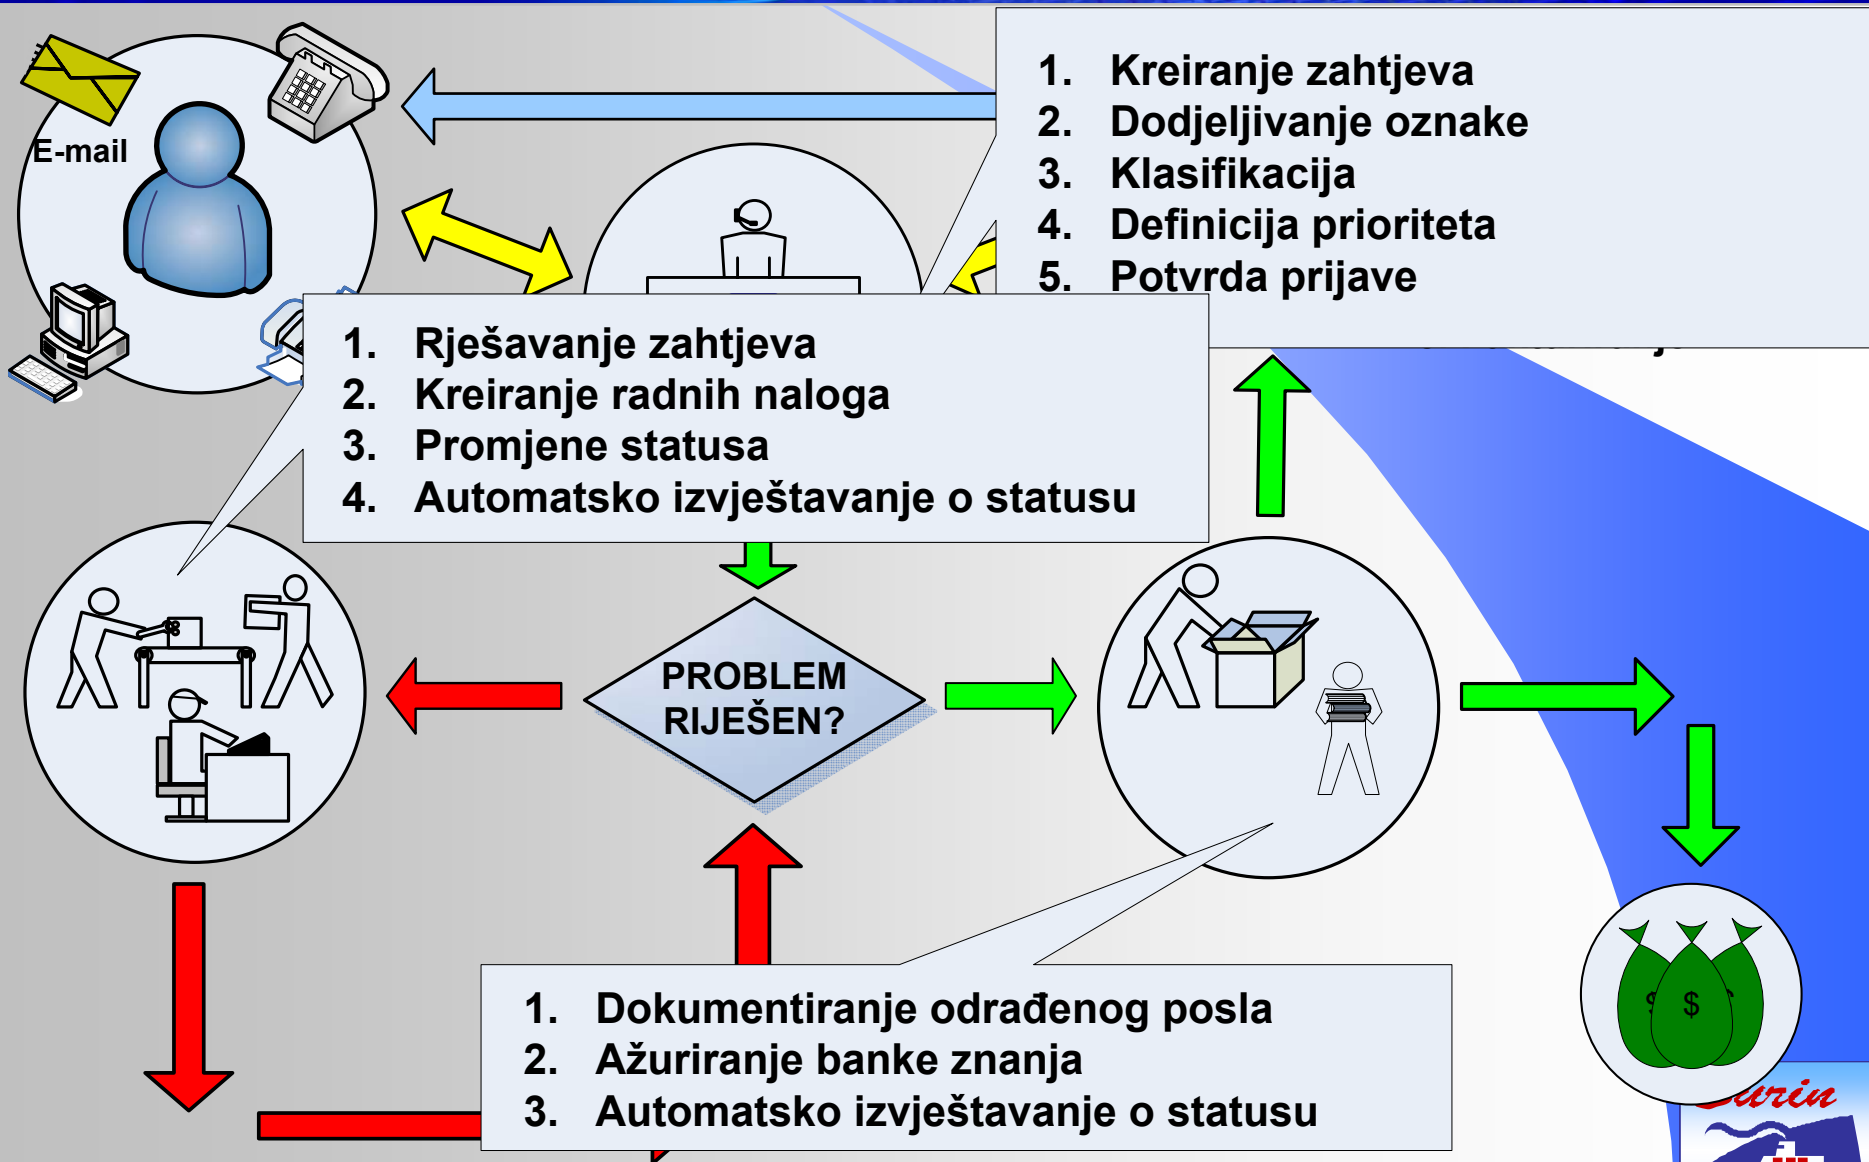 E-mail
1. Kreiranje zahtjeva
2. Dodjeljivanje oznake
3. Klasifikacija
4. Definicija prioriteta
5. Potvrda prijave
1. Rješavanje zahtjeva
2. Kreiranje radnih naloga
3. Promjene statusa
4. Automatsko izvještavanje o statusu
PROBLEM
RIJEŠEN?
$ $
1. Dokumentiranje odrađenog posla
2. Ažuriranje banke znanja
3. Automatsko izvještavanje o statusu